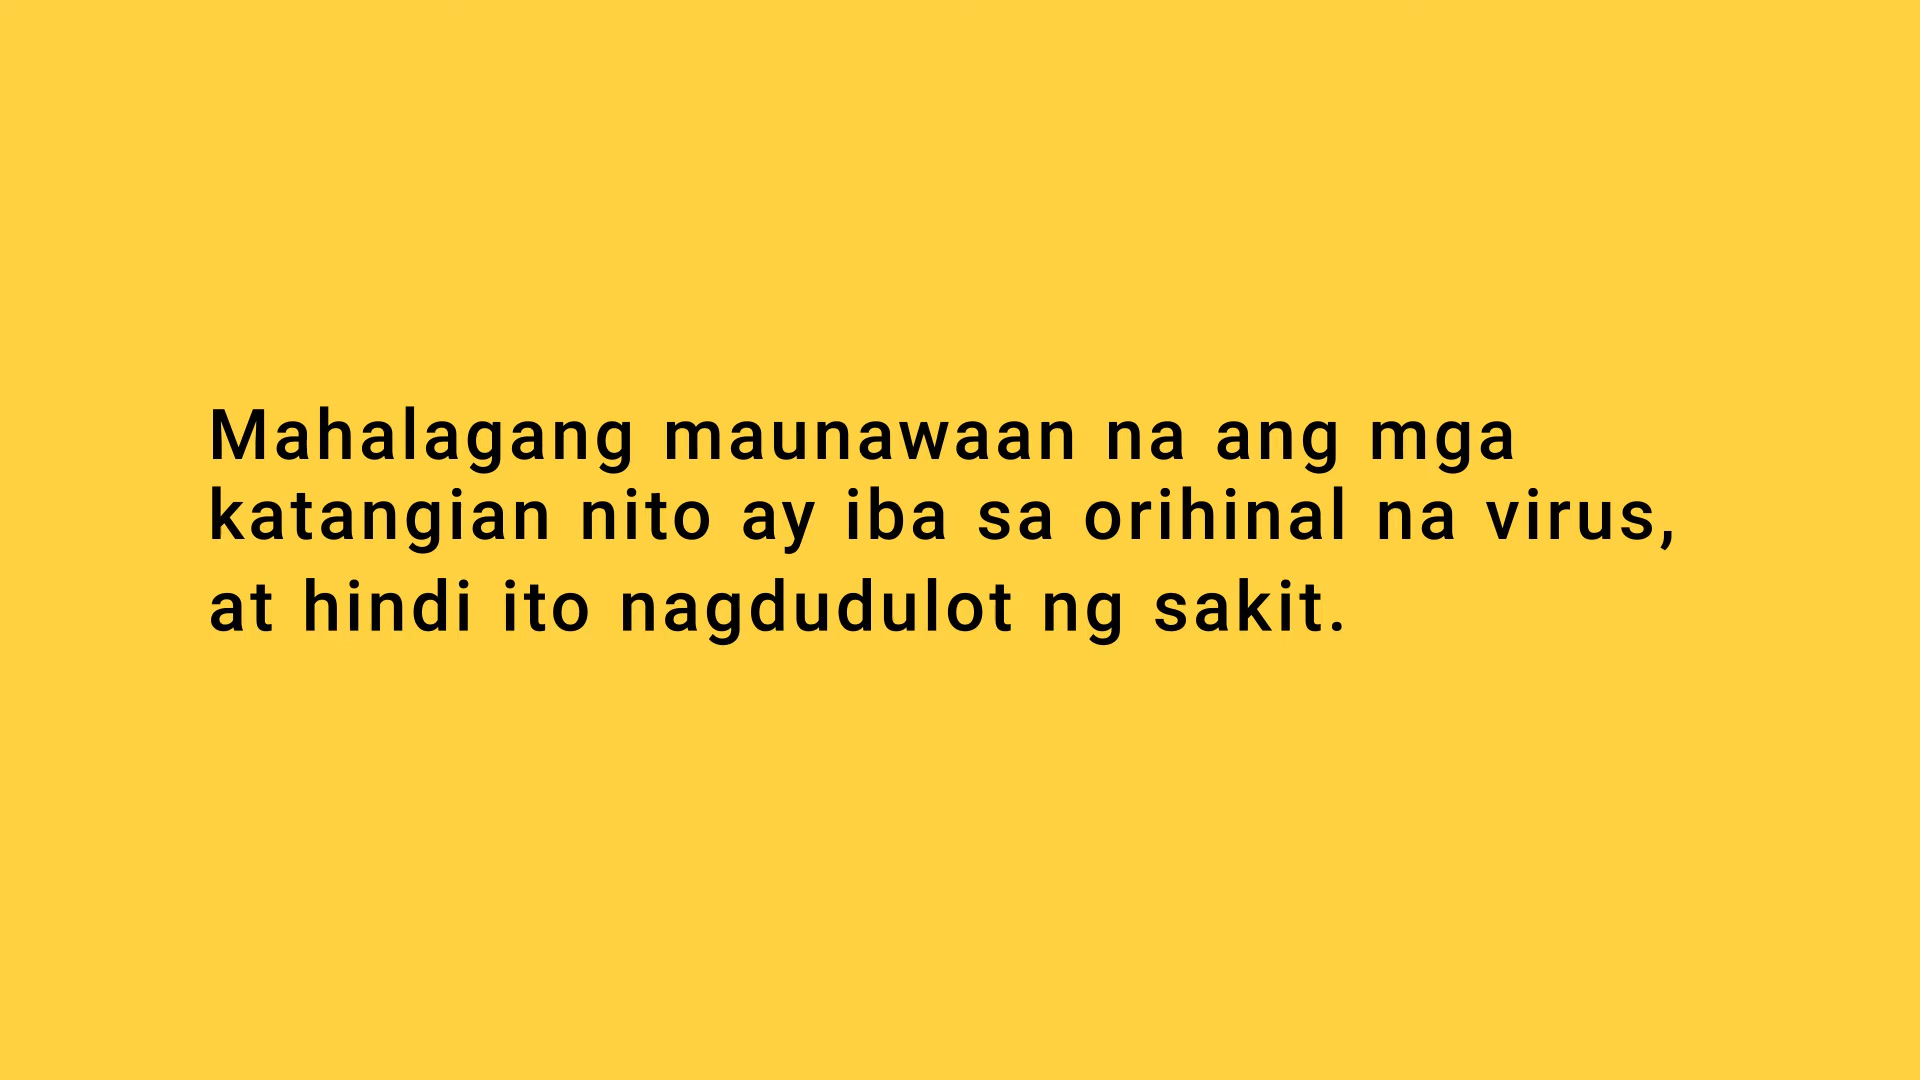 Mahalagang maunawaan na ang mga
katangian nito ay iba sa orihinal na virus,
at hindi ito nagdudulot ng sakit.